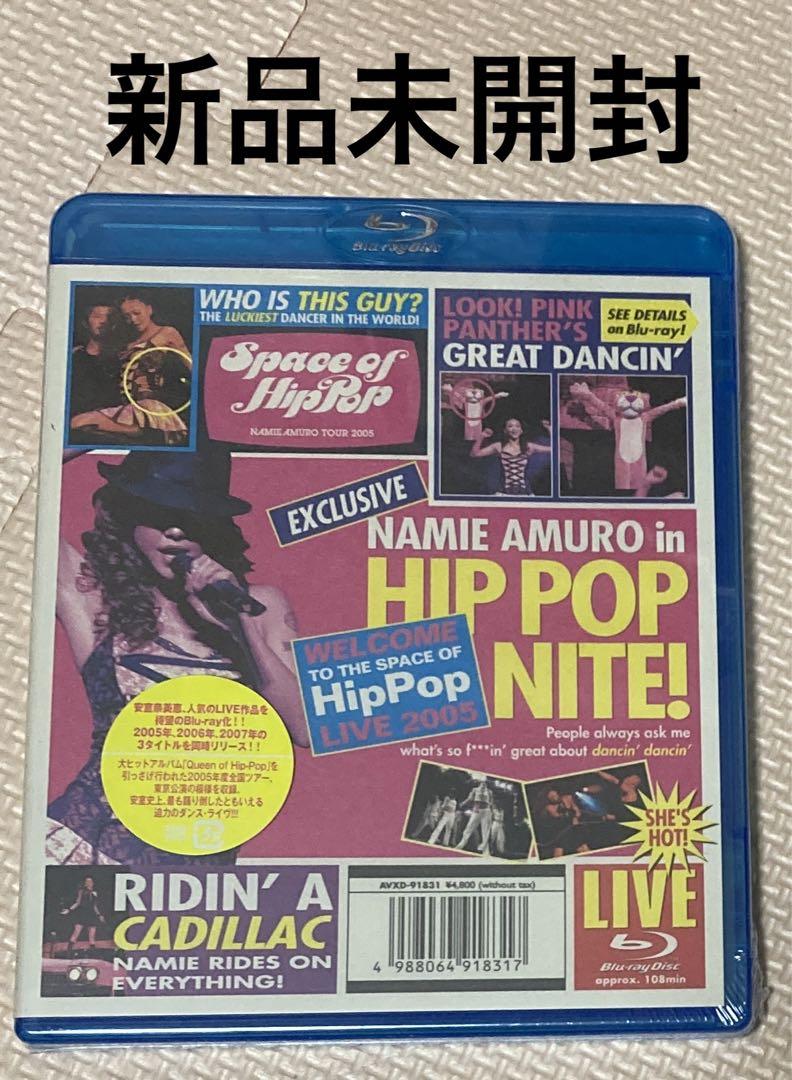 新品未開封
Blu-ray Disc
WHO IS THIS GUY?
THE LUCKIEST DANCER IN THE WORLD!
Space of
HipPop
NAMIE AMURO TOUR 2005
LOOK! PINK
PANTHER'S
GREAT DANCIN'
SEE DETAILS
on Blu-ray!
EXCLUSIVE
NAMIE AMURO in
HIP POP
NITE!
WELCOME
TO THE SPACE OF
HipPop
LIVE 2005
People always ask me
what's so f***in' great about dancin' dancin'
安室奈美恵、人気のLIVE作品を
待望のBlu-ray化！！
2005年、2006年、2007年の
3タイトルを同時リリース！！
大ヒットアルバム「Queen of Hip-Pop」を
引っさげ行われた2005年度全国ツアー、
東京公演の模様を収録。
安室史上、最も踊り倒したともいえる
迫力のダンス・ライヴ!!!
SHE'S
HOT!
RIDIN' A
CADILLAC
NAMIE RIDES ON
EVERYTHING!
AVXD-91831 ¥4,800 (without tax)
4 988064 918317
LIVE
Blu-ray Disc
approx. 108min